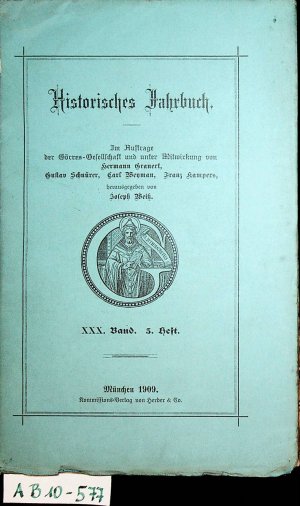 Historisches Jahrbuch.
Im Auftrage
der Görres-Gesellschaft und unter Mitwirkung von
Hermann Grauert,
Gustav Schnürer, Carl Weyman, Franz Kampers,
herausgegeben von
Joseph Weiß.
XXX. Band. 3. Heft.
München 1909.
Kommissions-Verlag von Herder & Co.
AB10-577